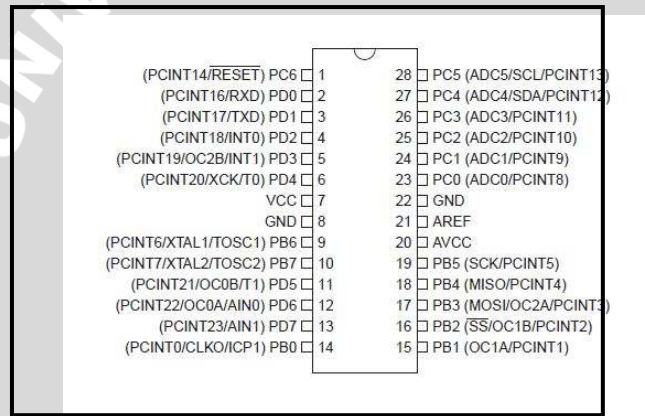 (PCINT14/RESET) PC6 1 28 PC5 (ADC5/SCL/PCINT13)
(PCINT16/RXD) PD0 2 27 PC4 (ADC4/SDA/PCINT12)
(PCINT17/TXD) PD1 3 26 PC3 (ADC3/PCINT11)
(PCINT18/INT0) PD2 4 25 PC2 (ADC2/PCINT10)
(PCINT19/OC2B/INT1) PD3 5 24 PC1 (ADC1/PCINT9)
(PCINT20/XCK/T0) PD4 6 23 PC0 (ADC0/PCINT8)
VCC 7 22 GND
GND 8 21 AREF
(PCINT6/XTAL1/TOSC1) PB6 9 20 AVCC
(PCINT7/XTAL2/TOSC2) PB7 10 19 PB5 (SCK/PCINT5)
(PCINT21/OC0B/T1) PD5 11 18 PB4 (MISO/PCINT4)
(PCINT22/OC0A/AIN0) PD6 12 17 PB3 (MOSI/OC2A/PCINT3)
(PCINT23/AIN1) PD7 13 16 PB2 (SS/OC1B/PCINT2)
(PCINT0/CLKO/ICP1) PB0 14 15 PB1 (OC1A/PCINT1)